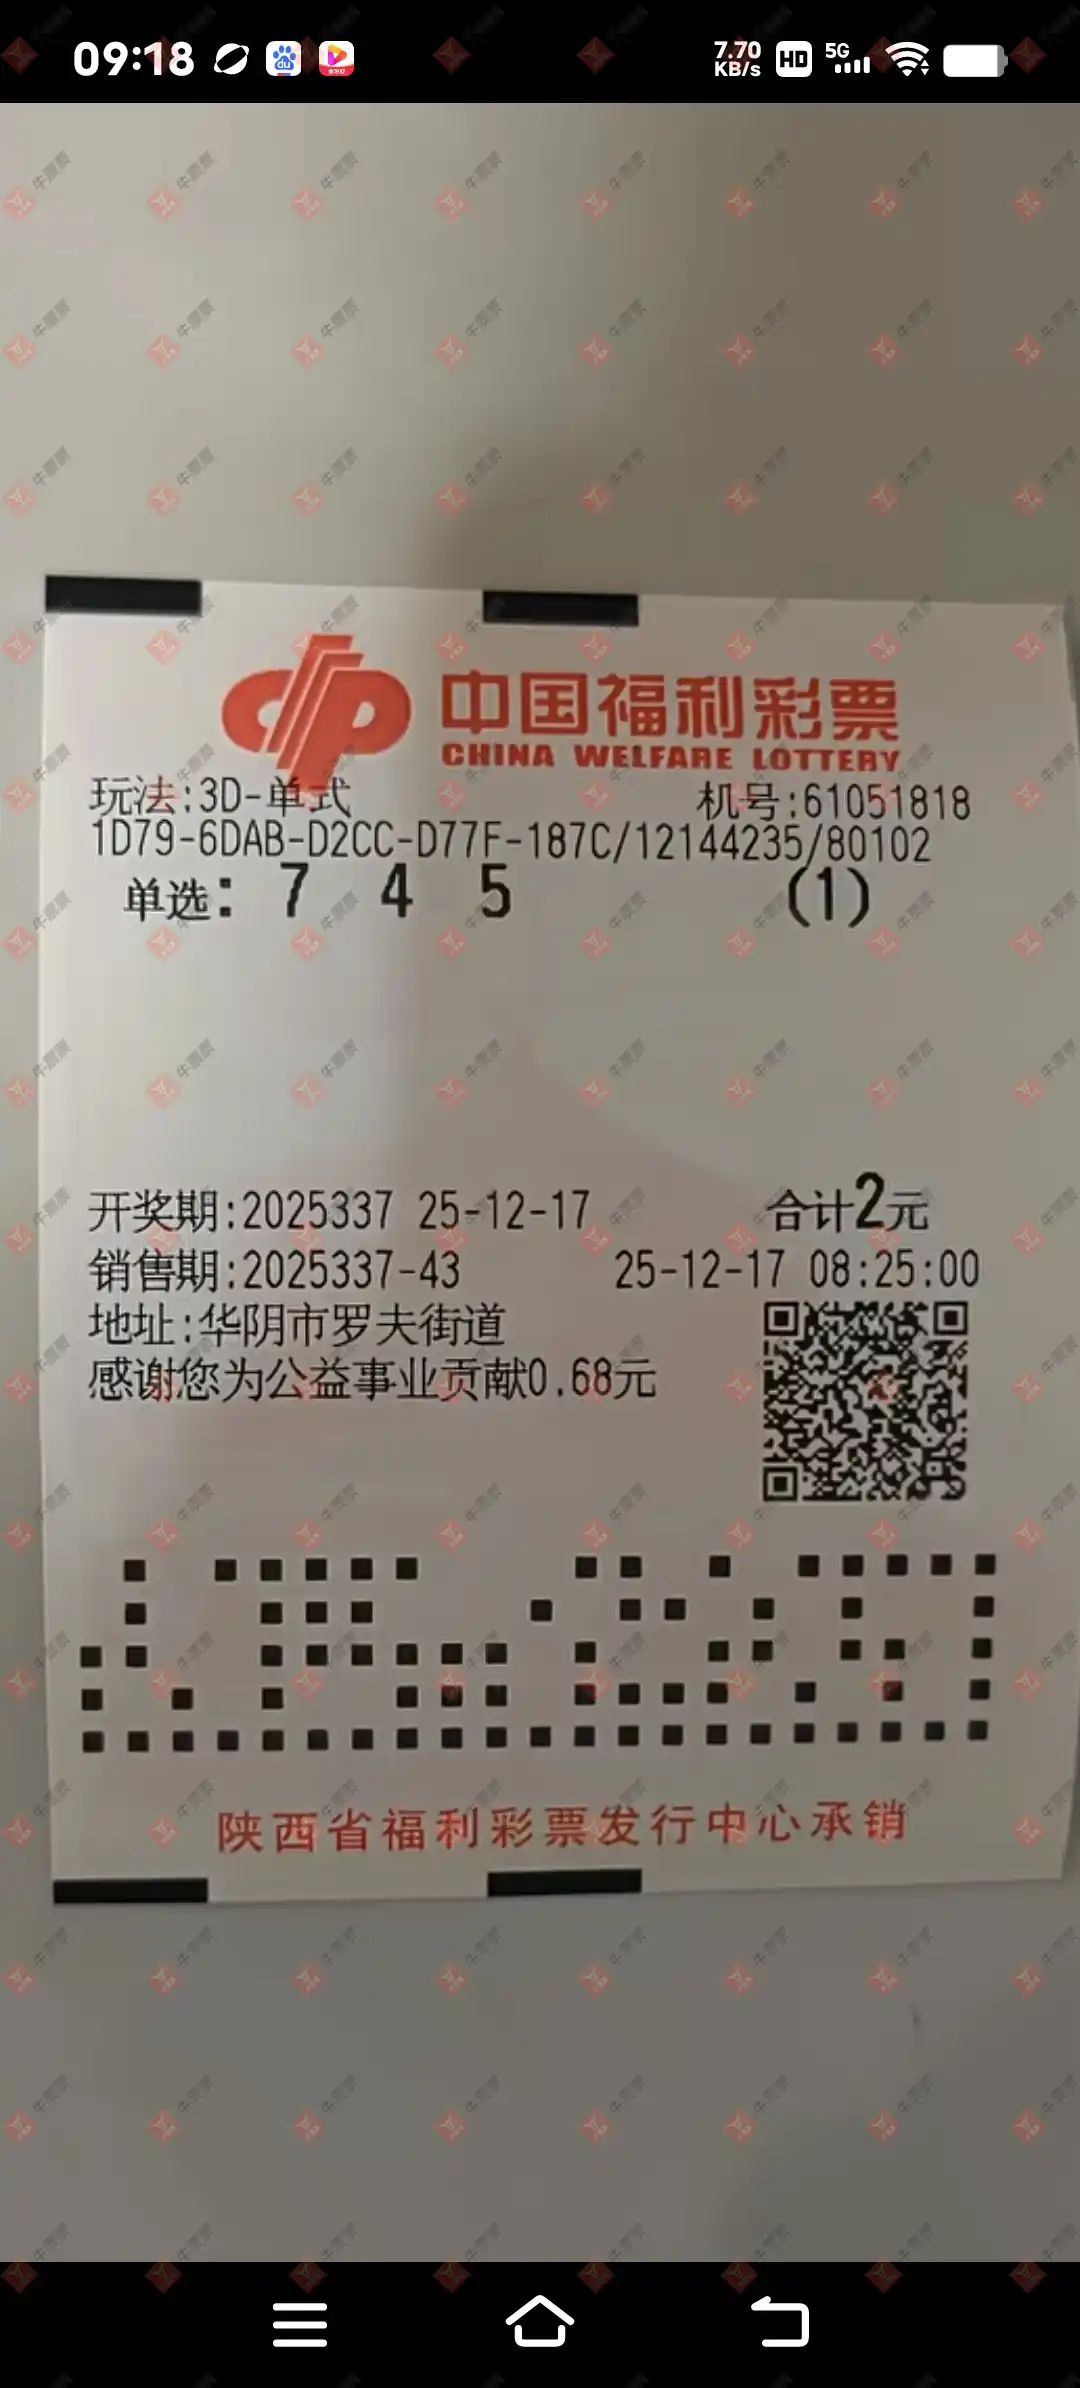 09:18
7.70 KB/s HD 5G
中国福利彩票
CHINA WELFARE LOTTERY
玩法:3D-单式 机号:61051818
1D79-6DAB-D2CC-D77F-187C/12144235/80102
单选: 7 4 5 (1)
开奖期:2025337 25-12-17 合计2元
销售期:2025337-43 25-12-17 08:25:00
地址:华阴市罗夫街道
感谢您为公益事业贡献0.68元
陕西省福利彩票发行中心承销
牛票票